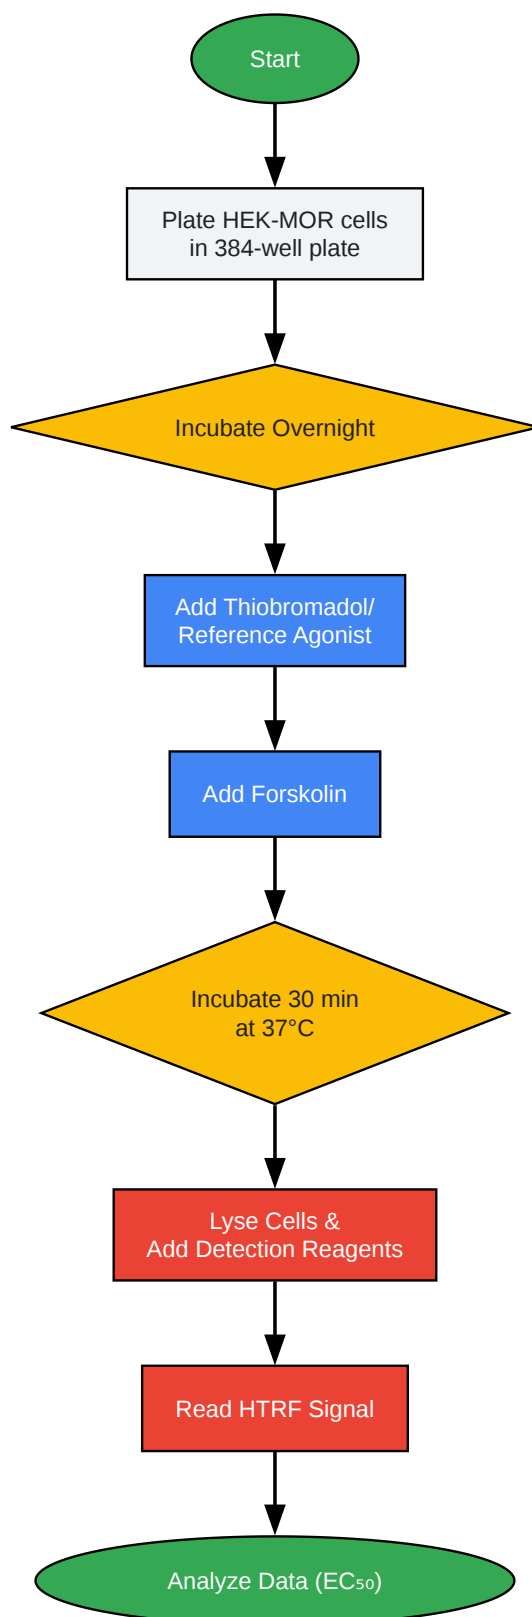 Start
Plate HEK-MOR cells
in 384-well plate
Incubate Overnight
Add Thiobromadol/
Reference Agonist
Add Forskolin
Incubate 30 min
at 37°C
Lyse Cells &
Add Detection Reagents
Read HTRF Signal
Analyze Data (EC₅₀)